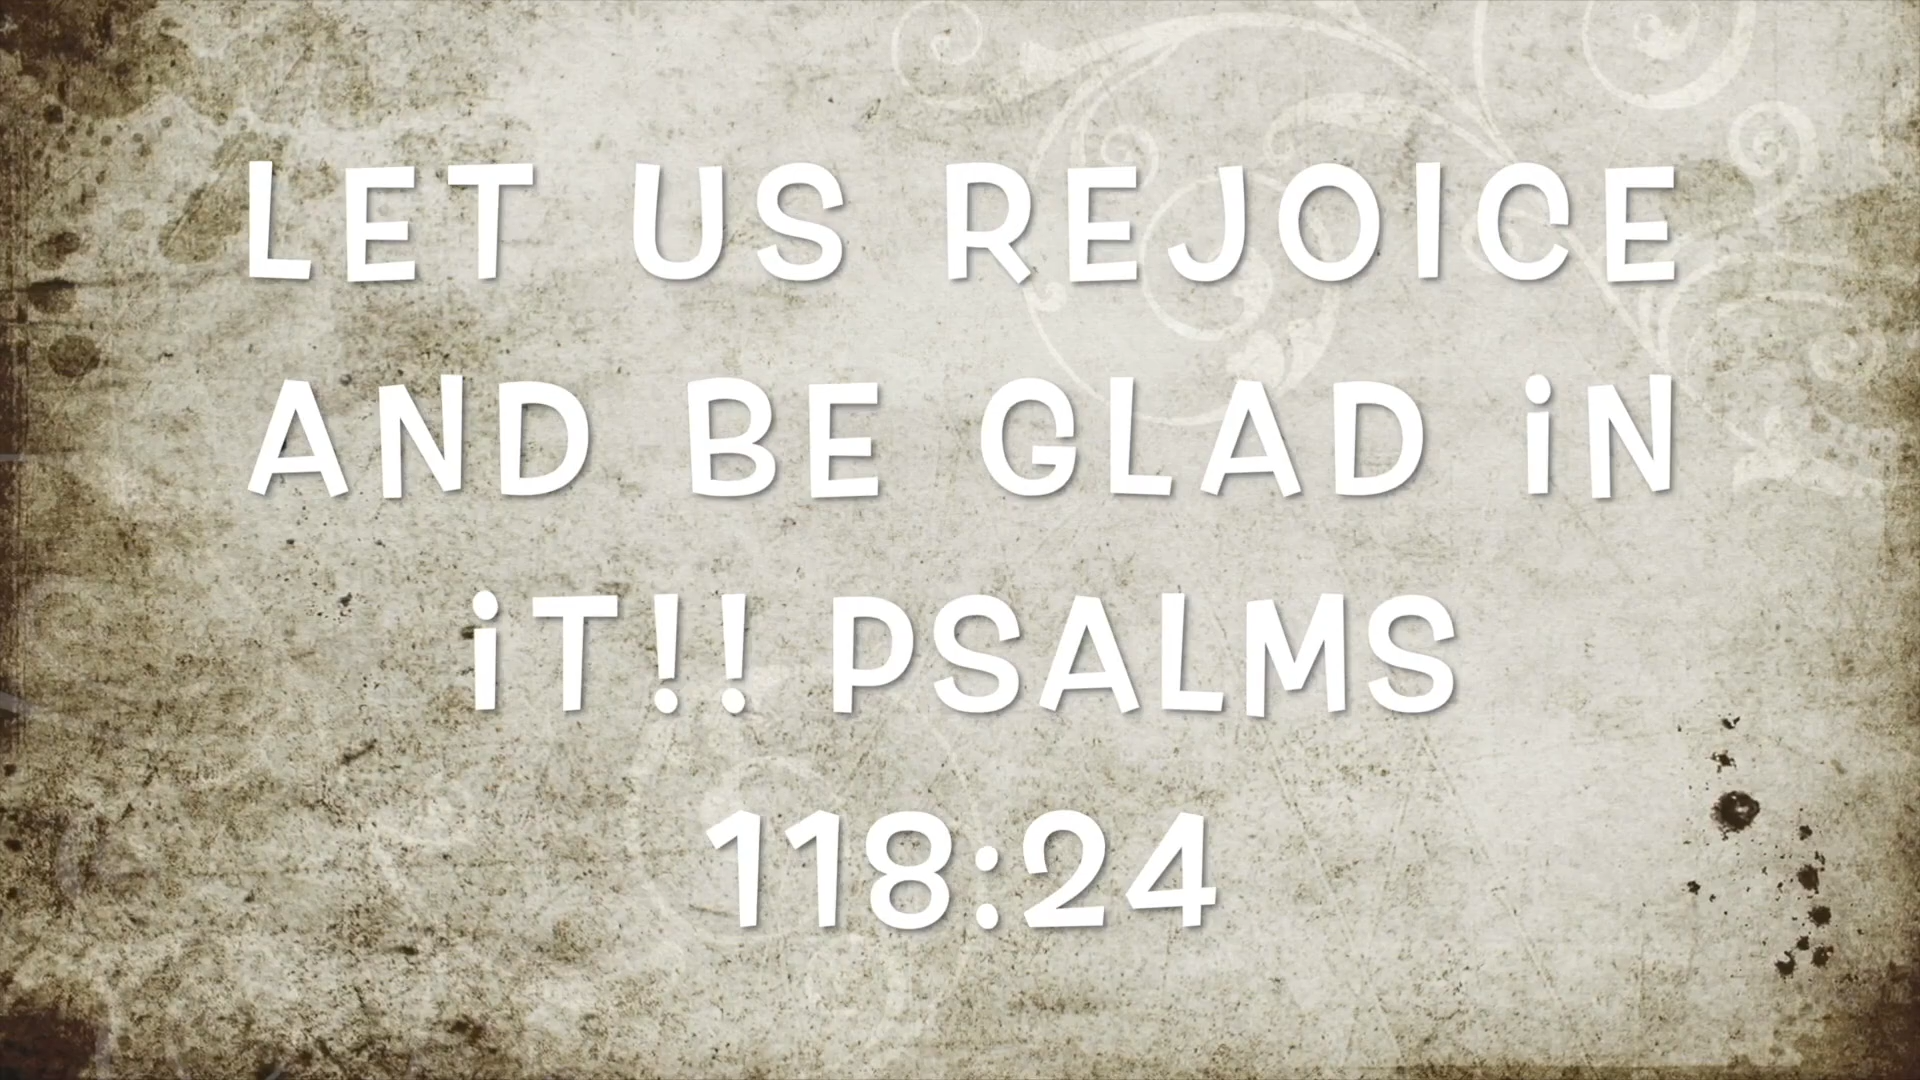 LET US REJOICE
AND BE GLAD iN
iT!! PSALMS
118:24